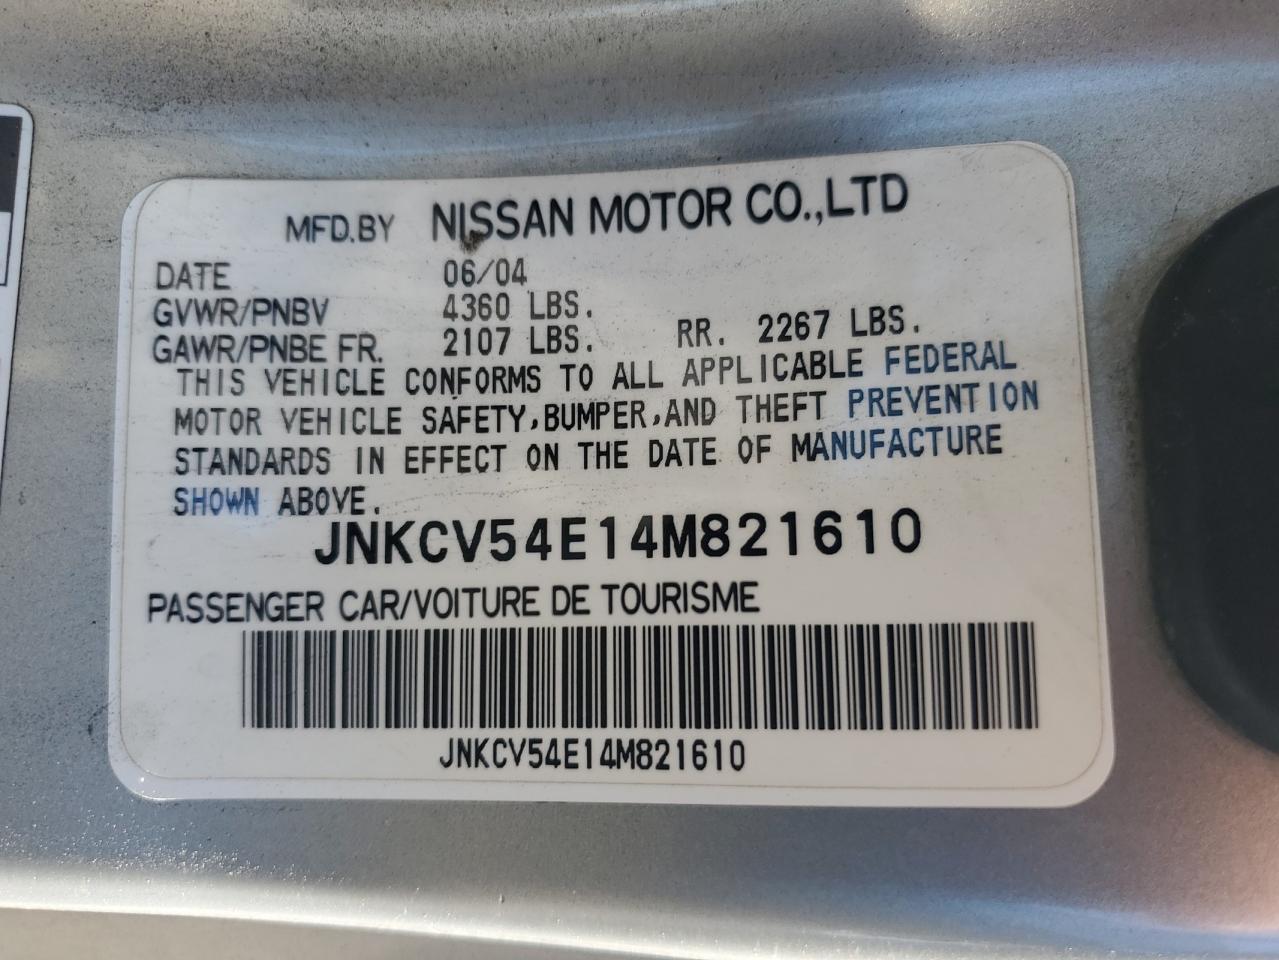 MFD.BY NISSAN MOTOR CO.,LTD
DATE 06/04
GVWR/PNBV 4360 LBS.
GAWR/PNBE FR. 2107 LBS. RR. 2267 LBS.
THIS VEHICLE CONFORMS TO ALL APPLICABLE FEDERAL
MOTOR VEHICLE SAFETY,BUMPER,AND THEFT PREVENTION
STANDARDS IN EFFECT ON THE DATE OF MANUFACTURE
SHOWN ABOVE.
JNKCV54E14M821610
PASSENGER CAR/VOITURE DE TOURISME
JNKCV54E14M821610